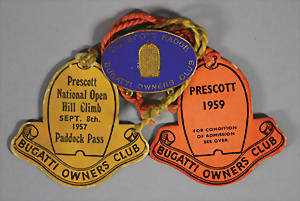 Prescott
National Open
Hill Climb
SEPT. 8th.
1957
Paddock Pass
BUGATTI OWNERS CLUB
BUGATTI OWNERS CLUB
PRESCOTT
1959
FOR CONDITION
OF ADMISSION
SEE OVER
BUGATTI OWNERS CLUB